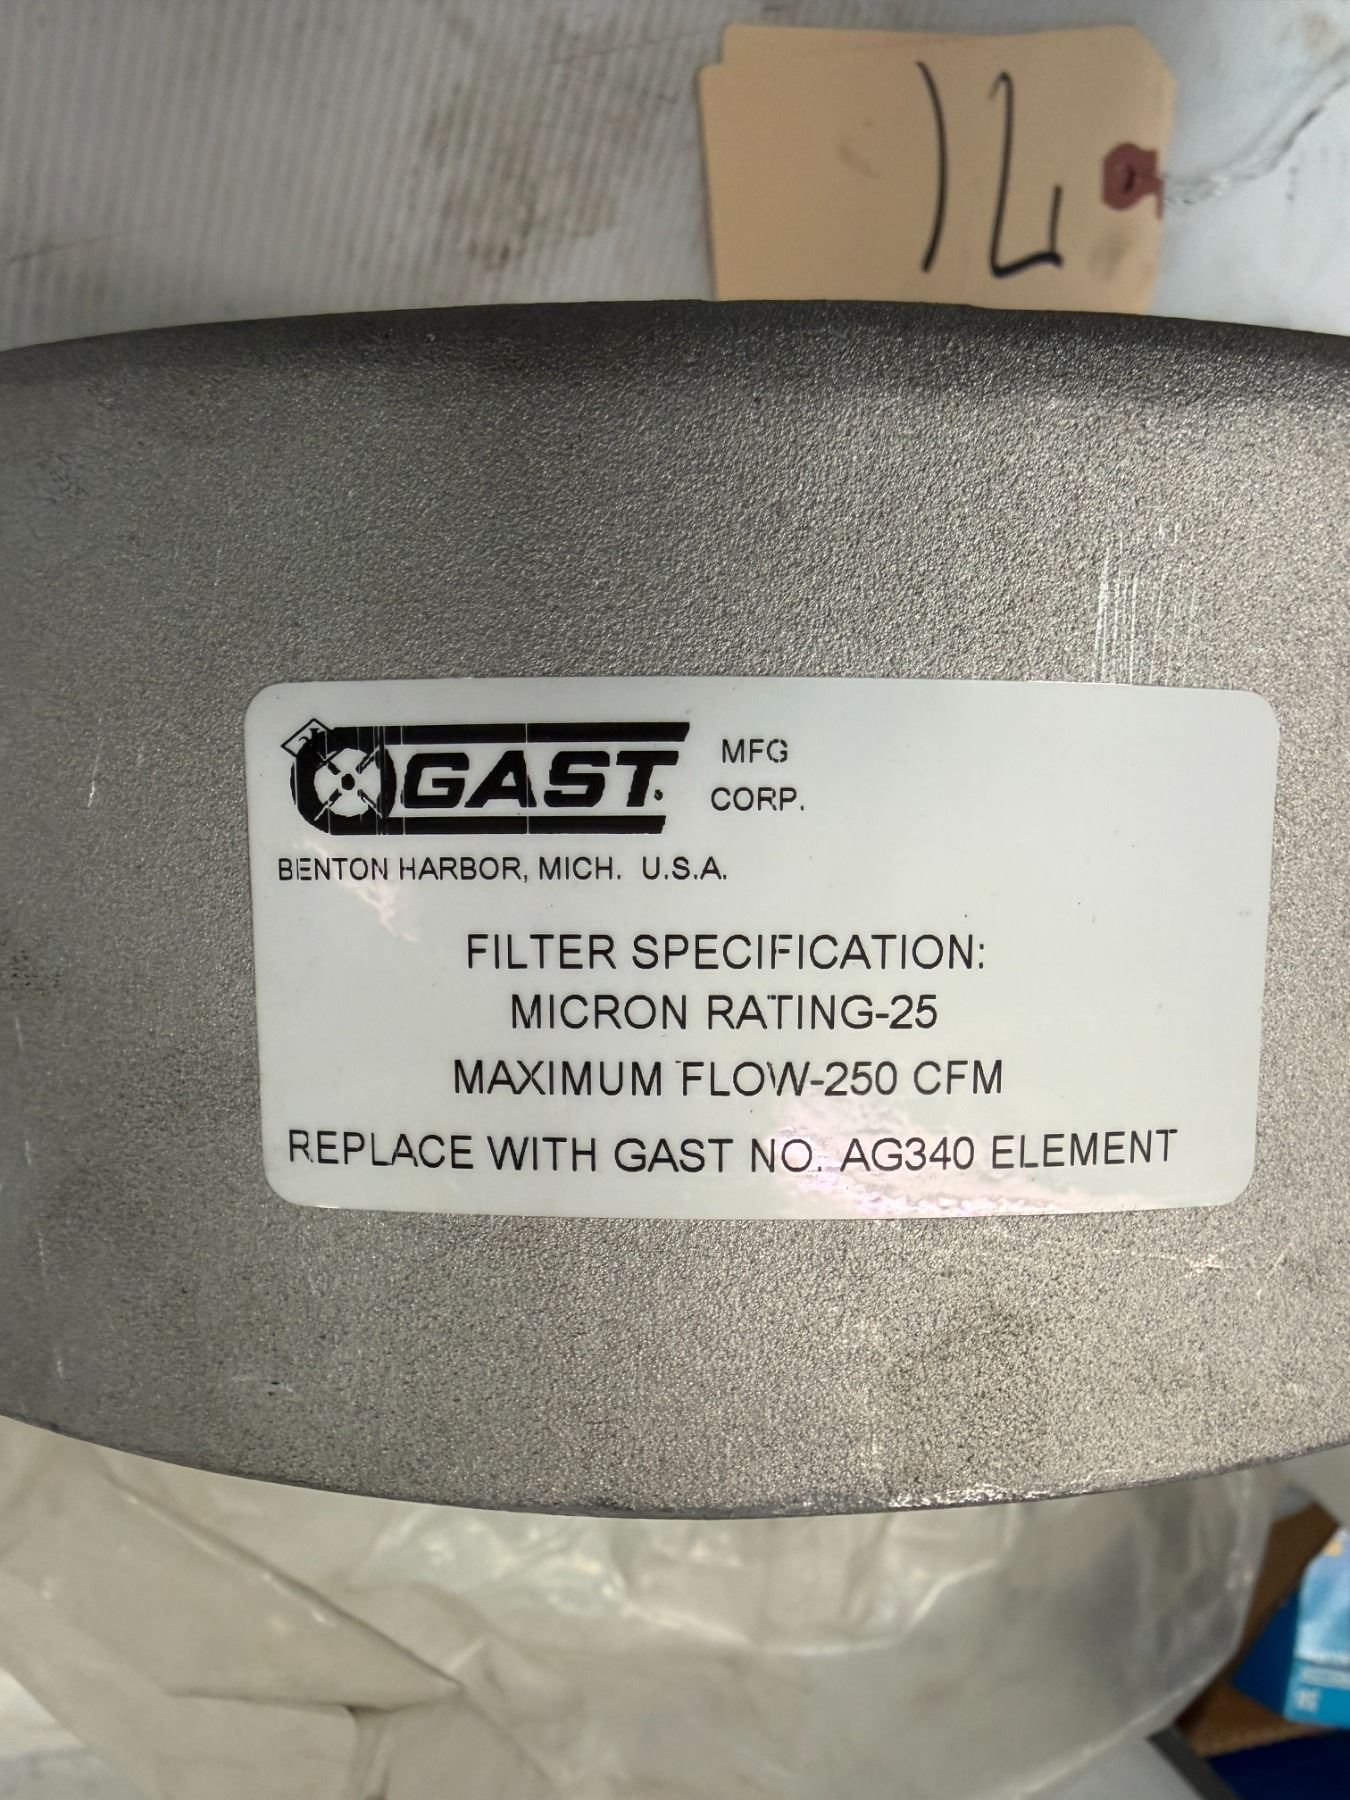 12
GAST. MFG
CORP.
BENTON HARBOR, MICH. U.S.A.
FILTER SPECIFICATION:
MICRON RATING-25
MAXIMUM FLOW-250 CFM
REPLACE WITH GAST NO. AG340 ELEMENT